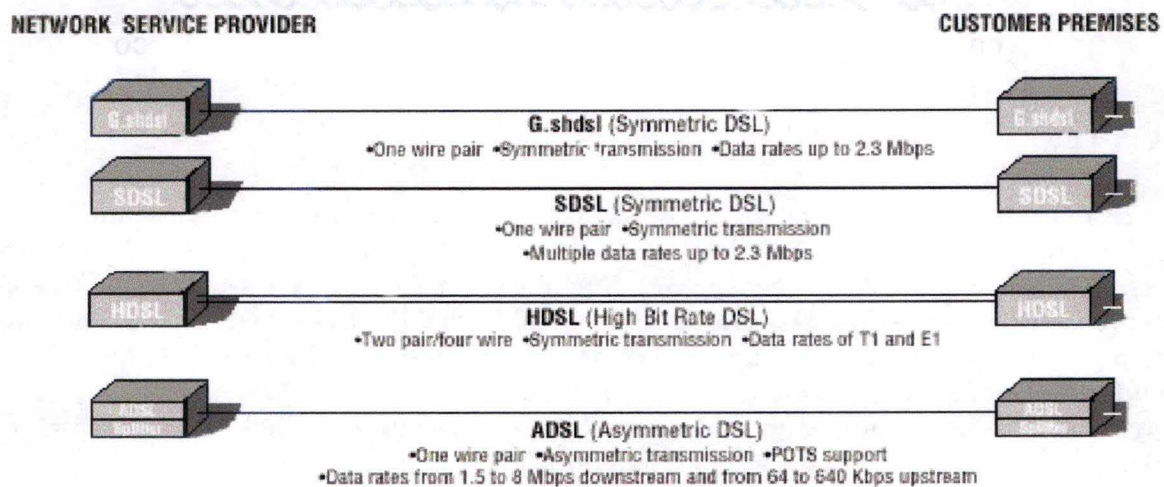 NETWORK SERVICE PROVIDER
CUSTOMER PREMISES
G.shdsl
G.shdsl
G.shdsl (Symmetric DSL)
•One wire pair •Symmetric transmission •Data rates up to 2.3 Mbps
SDSL
SDSL
SDSL (Symmetric DSL)
•One wire pair •Symmetric transmission
•Multiple data rates up to 2.3 Mbps
HDSL
HDSL
HDSL (High Bit Rate DSL)
•Two pair/four wire •Symmetric transmission •Data rates of T1 and E1
ADSL
Splitter
ADSL
Splitter
ADSL (Asymmetric DSL)
•One wire pair •Asymmetric transmission •POTS support
•Data rates from 1.5 to 8 Mbps downstream and from 64 to 640 Kbps upstream